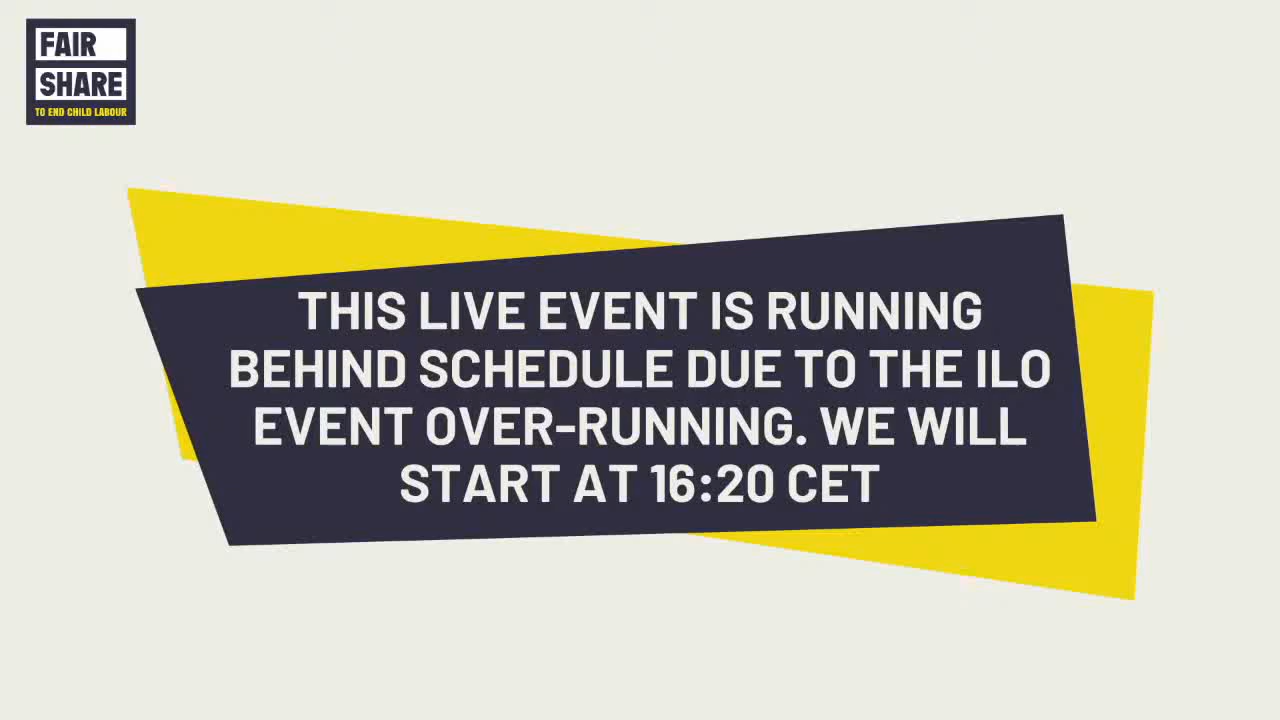 FAIR
SHARE
TO END CHILD LABOUR
THIS LIVE EVENT IS RUNNING
BEHIND SCHEDULE DUE TO THE ILO
EVENT OVER-RUNNING. WE WILL
START AT 16:20 CET